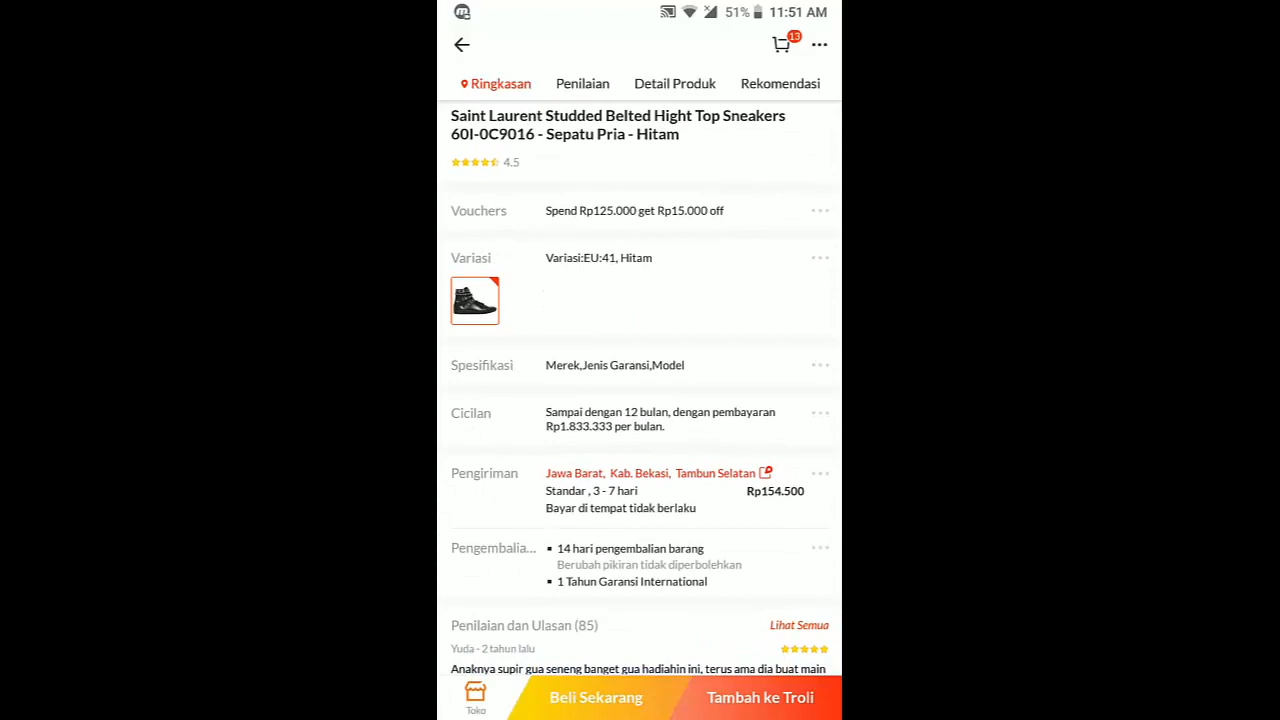 51% 11:51 AM
13
Ringkasan Penilaian Detail Produk Rekomendasi
Saint Laurent Studded Belted Hight Top Sneakers
60I-0C9016 - Sepatu Pria - Hitam
4.5
Vouchers Spend Rp125.000 get Rp15.000 off
Variasi Variasi:EU:41, Hitam
Spesifikasi Merek,Jenis Garansi,Model
Cicilan Sampai dengan 12 bulan, dengan pembayaran
Rp1.833.333 per bulan.
Pengiriman Jawa Barat, Kab. Bekasi, Tambun Selatan
Standar , 3 - 7 hari Rp154.500
Bayar di tempat tidak berlaku
Pengembalia... ▪ 14 hari pengembalian barang
Berubah pikiran tidak diperbolehkan
▪ 1 Tahun Garansi International
Penilaian dan Ulasan (85) Lihat Semua
Yuda - 2 tahun lalu
Anaknya supir gua seneng banget gua hadiahin ini, terus ama dia buat main
Toko Beli Sekarang Tambah ke Troli